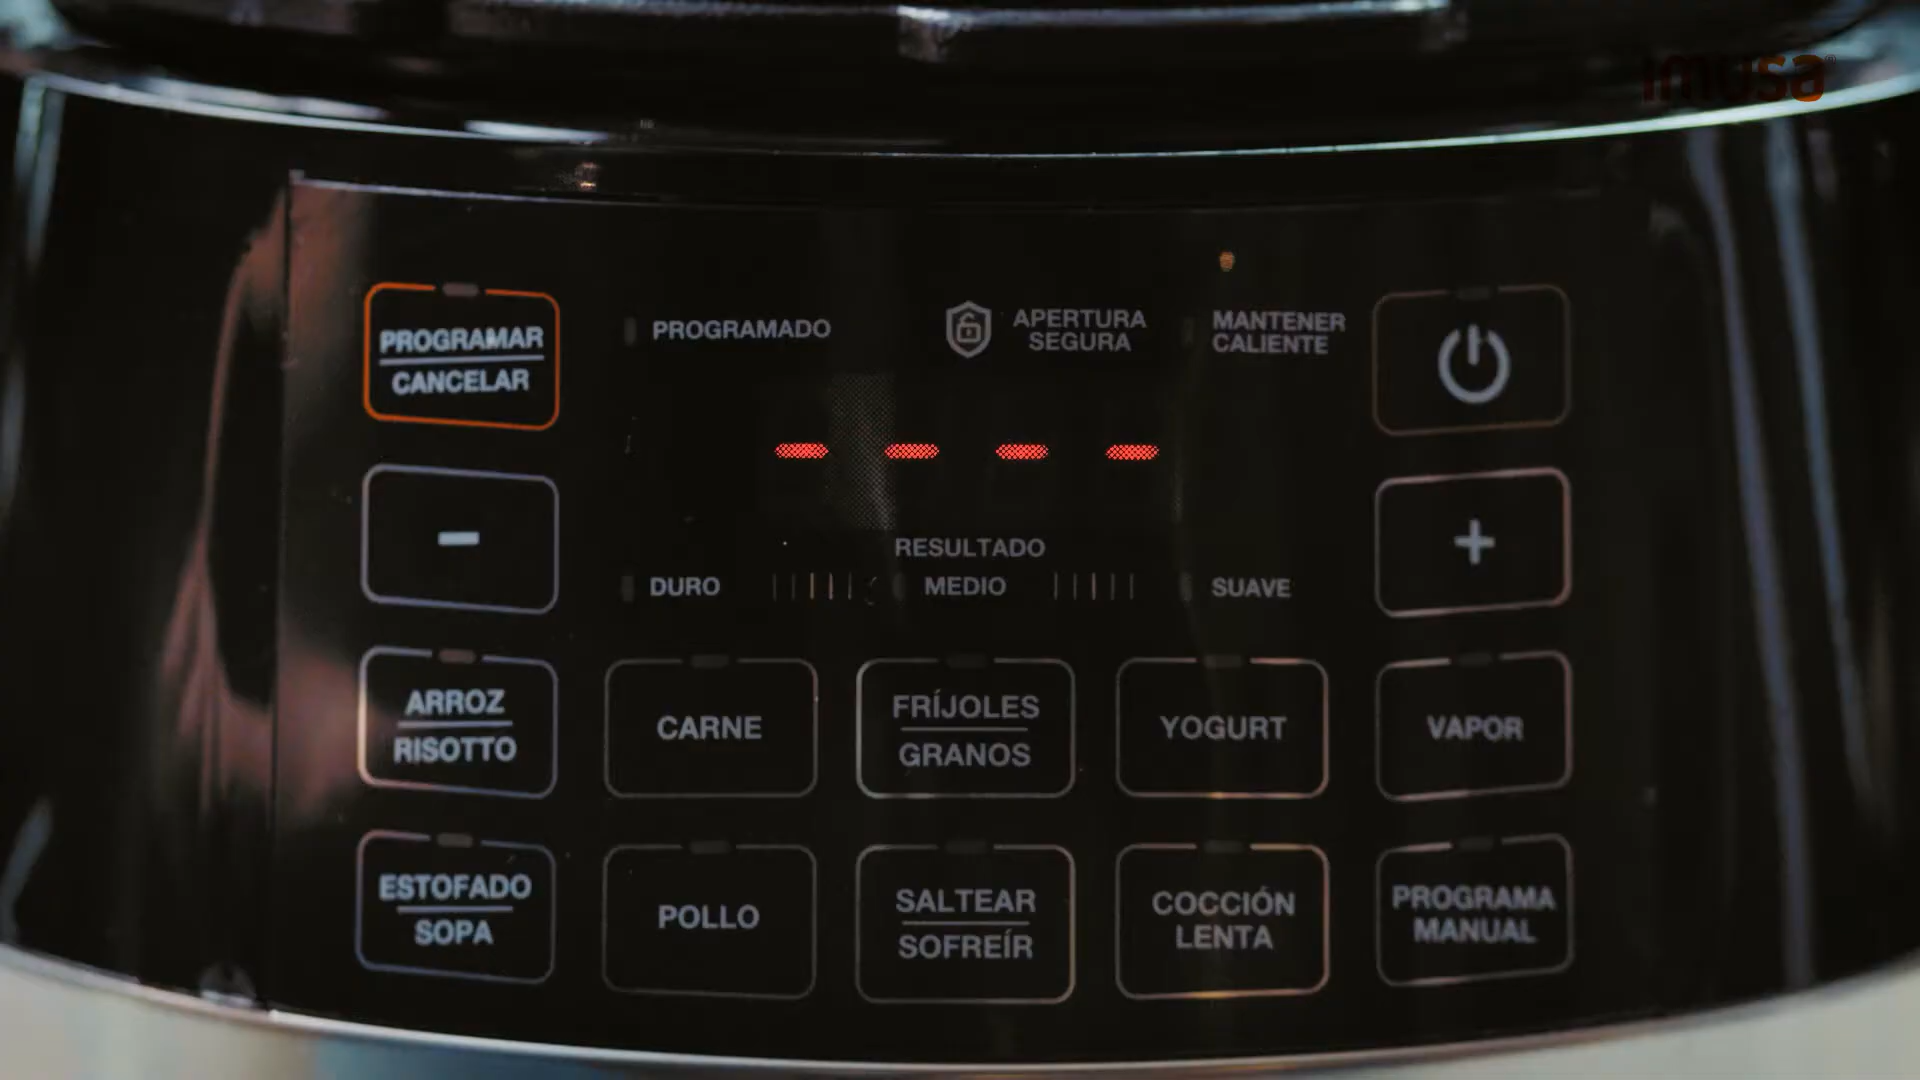 imusa
PROGRAMAR
CANCELAR
PROGRAMADO
APERTURA
SEGURA
MANTENER
CALIENTE
- - - -
-
+
RESULTADO
DURO
MEDIO
SUAVE
ARROZ
RISOTTO
CARNE
FRÍJOLES
GRANOS
YOGURT
VAPOR
ESTOFADO
SOPA
POLLO
SALTEAR
SOFREÍR
COCCIÓN
LENTA
PROGRAMA
MANUAL